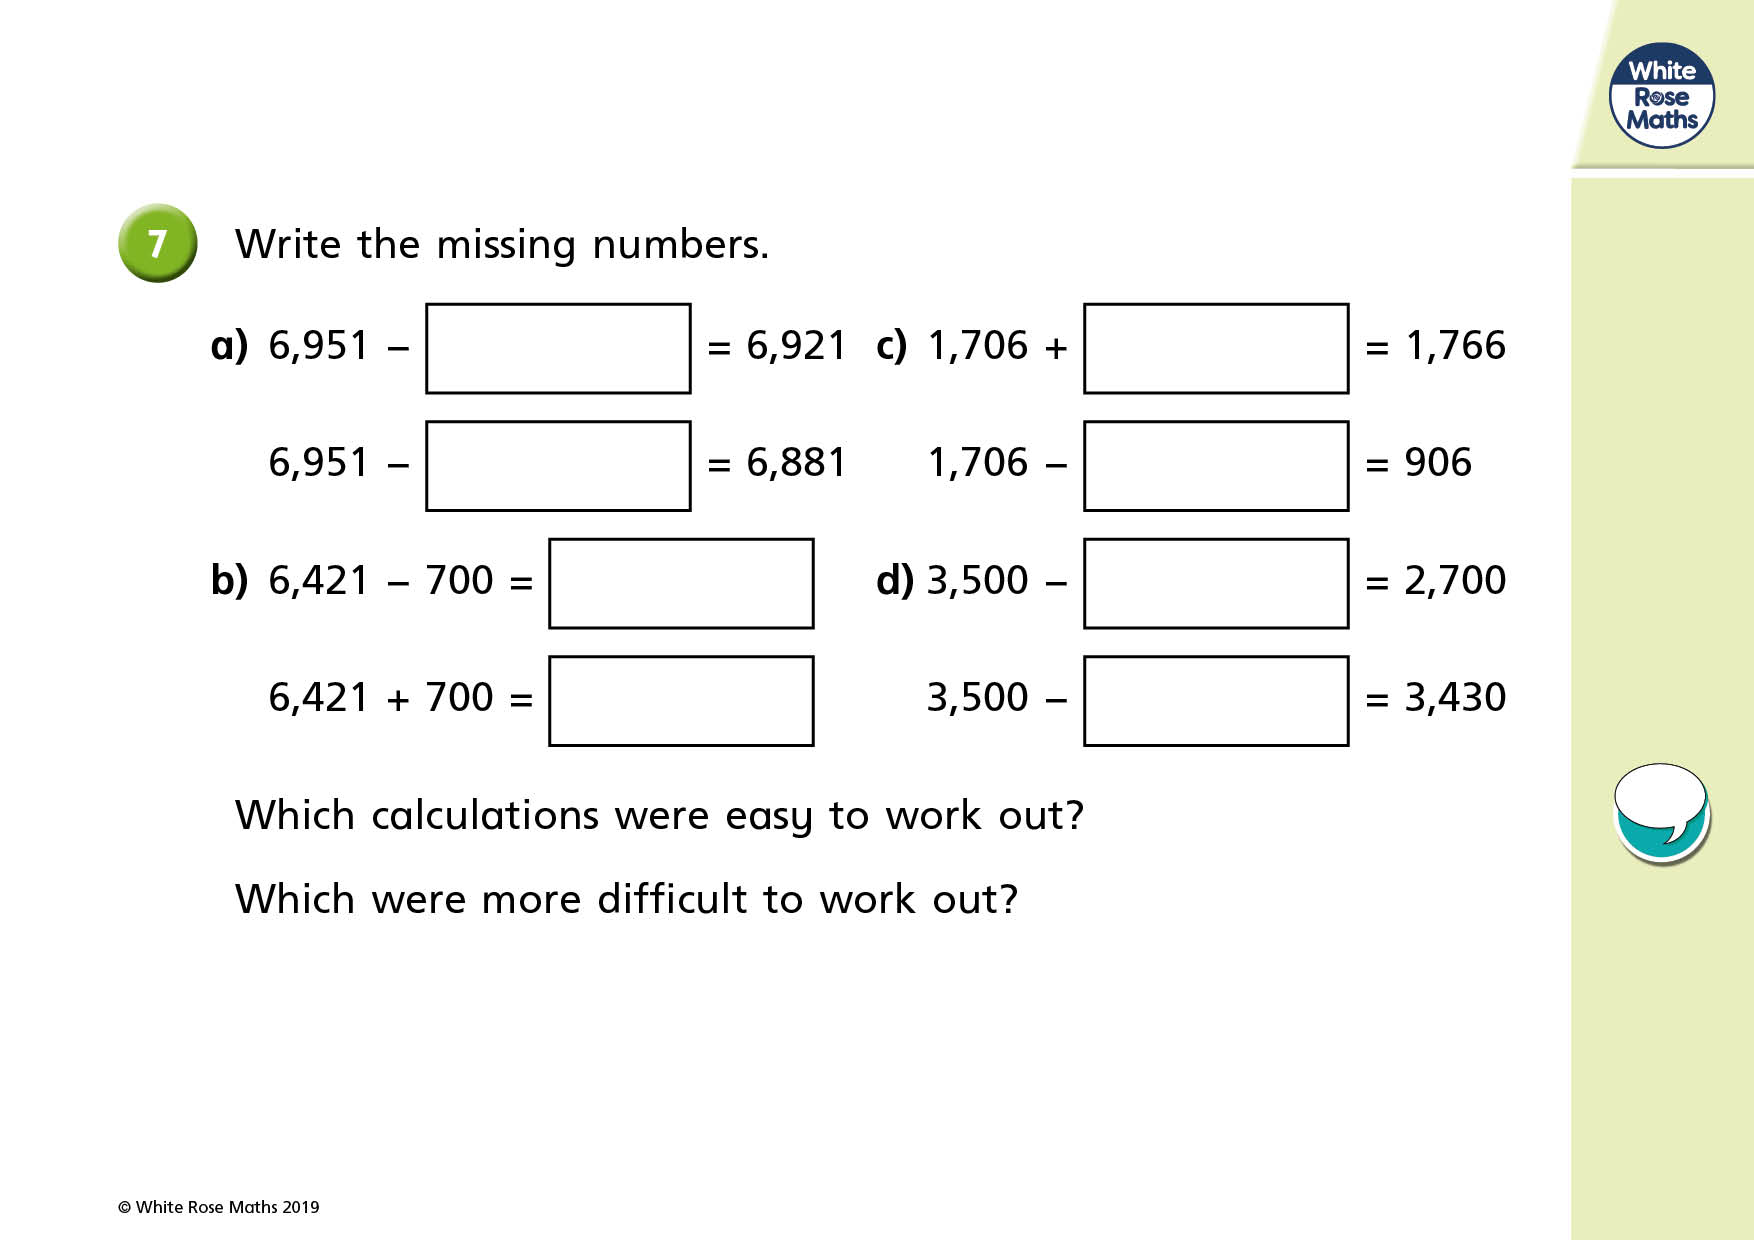 White
Rose
Maths
7 Write the missing numbers.
a) 6,951 – = 6,921 c) 1,706 + = 1,766
6,951 – = 6,881 1,706 – = 906
b) 6,421 – 700 = d) 3,500 – = 2,700
6,421 + 700 = 3,500 – = 3,430
Which calculations were easy to work out?
Which were more difficult to work out?
© White Rose Maths 2019